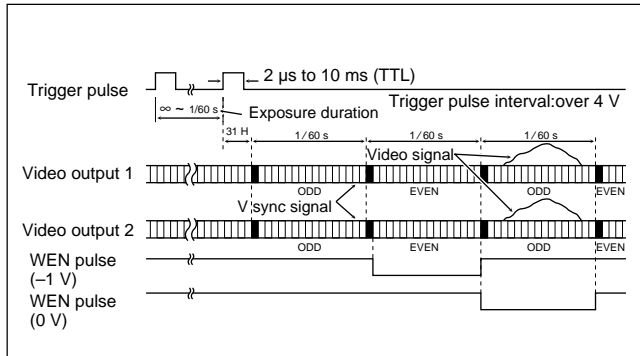 2 μs to 10 ms (TTL)
Trigger pulse
∞ ~ 1/60 s
Exposure duration
Trigger pulse interval:over 4 V
31 H
1/60 s
1/60 s
1/60 s
Video signal
Video output 1
ODD
EVEN
ODD
EVEN
V sync signal
Video output 2
ODD
EVEN
ODD
EVEN
WEN pulse
(–1 V)
WEN pulse
(0 V)